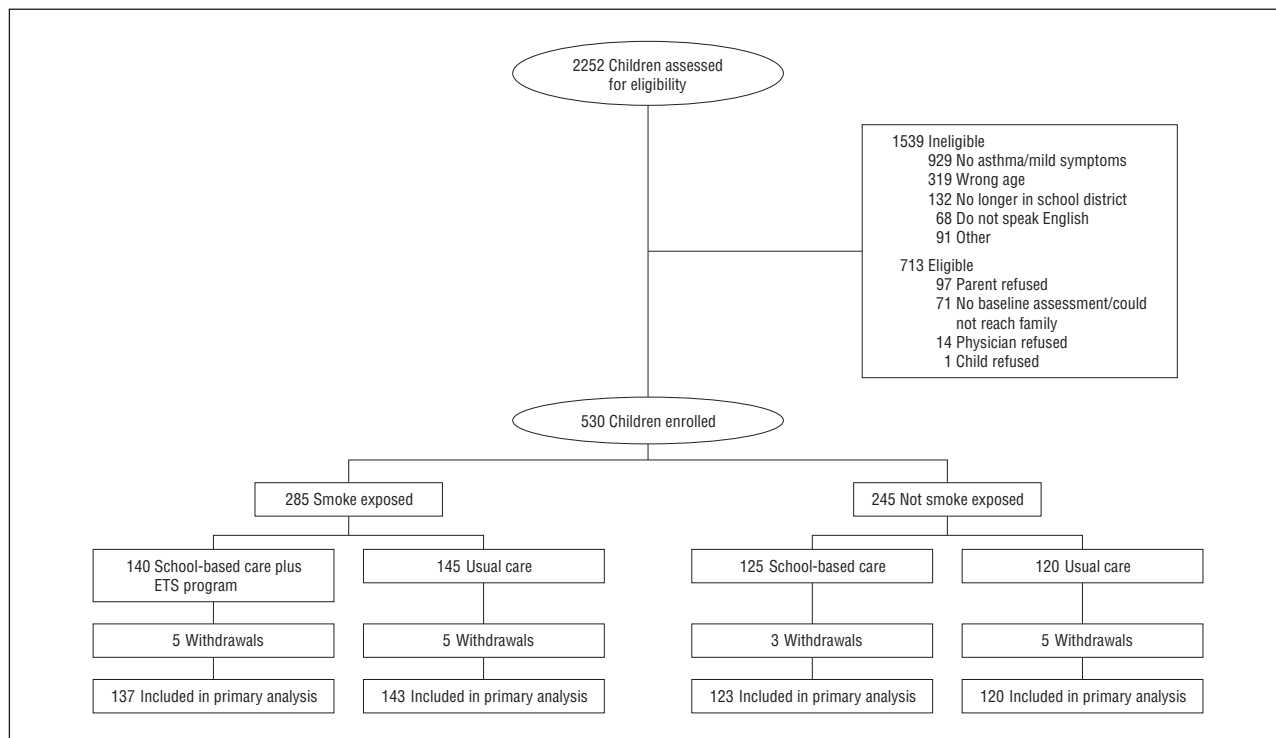 2252 Children assessed
for eligibility
1539 Ineligible
929 No asthma/mild symptoms
319 Wrong age
132 No longer in school district
68 Do not speak English
91 Other
713 Eligible
97 Parent refused
71 No baseline assessment/could
not reach family
14 Physician refused
1 Child refused
530 Children enrolled
285 Smoke exposed
245 Not smoke exposed
140 School-based care plus
ETS program
145 Usual care
125 School-based care
120 Usual care
5 Withdrawals
5 Withdrawals
3 Withdrawals
5 Withdrawals
137 Included in primary analysis
143 Included in primary analysis
123 Included in primary analysis
120 Included in primary analysis